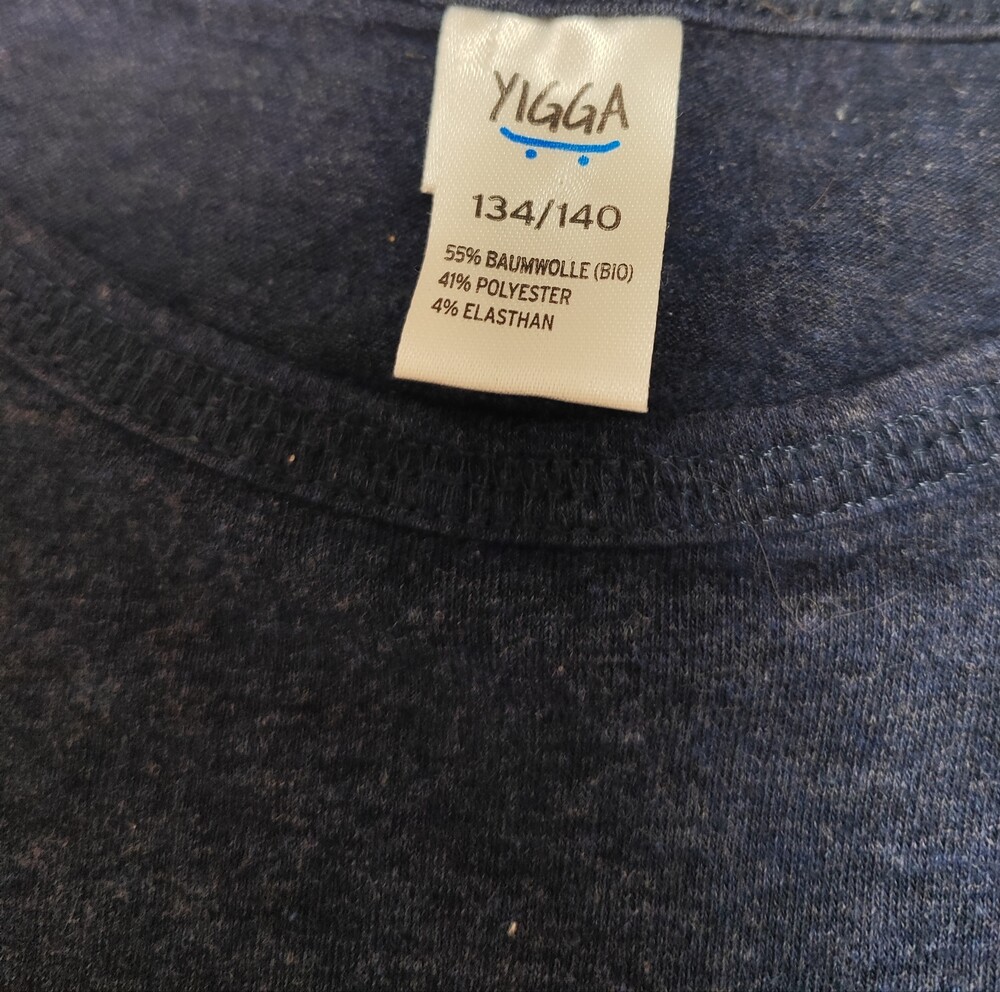 YIGGA
134/140
55% BAUMWOLLE (BIO)
41% POLYESTER
4% ELASTHAN